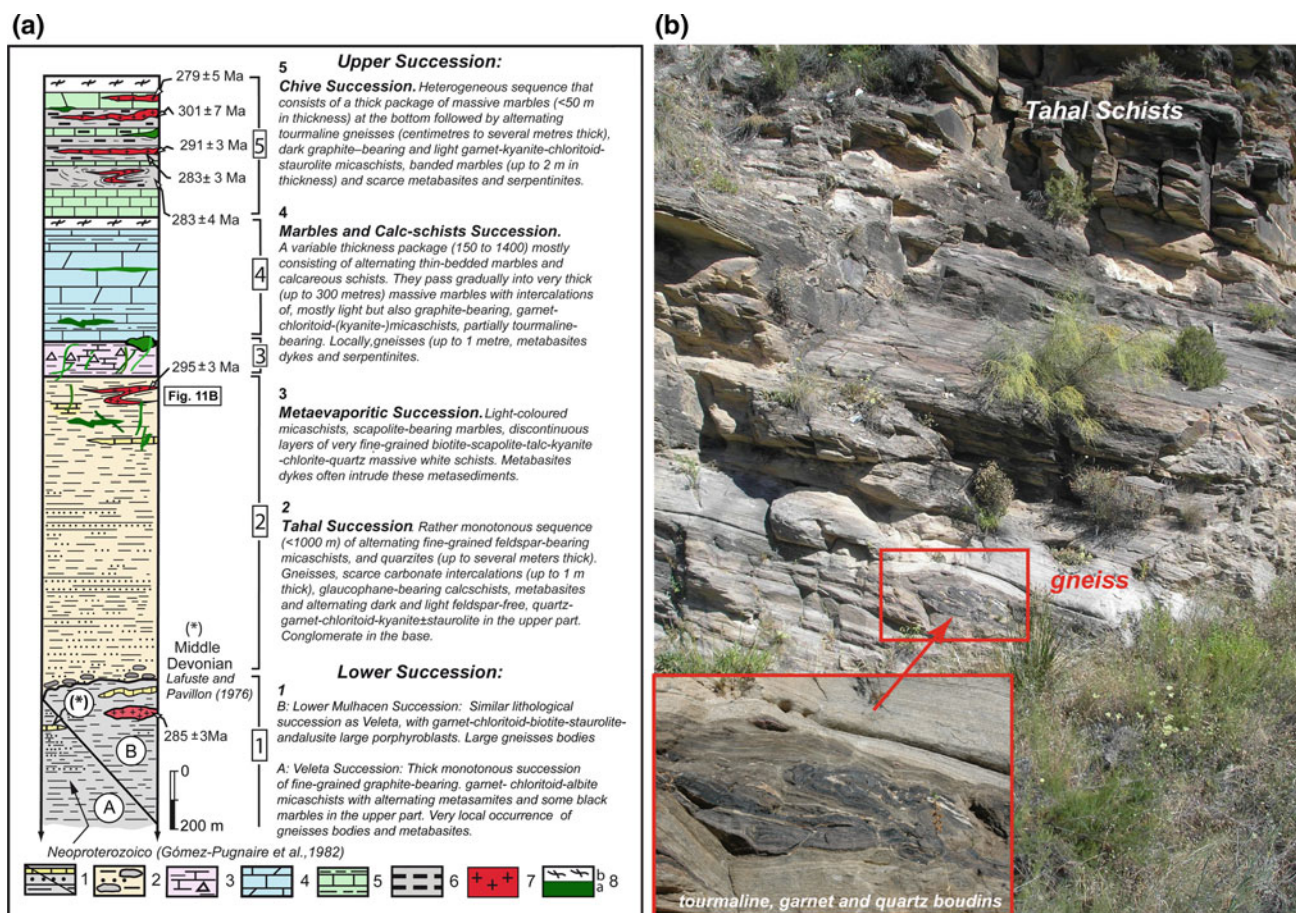 (a)
279±5 Ma
301±7 Ma
291±3 Ma
283±3 Ma
283±4 Ma
295±3 Ma
Fig. 11B
(*)
Middle
Devonian
Lafuste and
Pavillon (1976)
(*)
285±3Ma
B
A
0
200 m
5
4
3
2
1
Neoproterozoico (Gómez-Pugnaire et al.,1982)
1
2
3
4
5
6
7
b
a
8
Upper Succession:
5
Chive Succession. Heterogeneous sequence that
consists of a thick package of massive marbles (<50 m
in thickness) at the bottom followed by alternating
tourmaline gneisses (centimetres to several metres thick),
dark graphite–bearing and light garnet-kyanite-chloritoid-
staurolite micaschists, banded marbles (up to 2 m in
thickness) and scarce metabasites and serpentinites.
4
Marbles and Calc-schists Succession.
A variable thickness package (150 to 1400) mostly
consisting of alternating thin-bedded marbles and
calcareous schists. They pass gradually into very thick
(up to 300 metres) massive marbles with intercalations
of, mostly light but also graphite-bearing, garnet-
chloritoid-(kyanite-)micaschists, partially tourmaline-
bearing. Locally,gneisses (up to 1 metre, metabasites
dykes and serpentinites.
3
Metaevaporitic Succession. Light-coloured
micaschists, scapolite-bearing marbles, discontinuous
layers of very fine-grained biotite-scapolite-talc-kyanite
-chlorite-quartz massive white schists. Metabasites
dykes often intrude these metasediments.
2
Tahal Succession. Rather monotonous sequence
(<1000 m) of alternating fine-grained feldspar-bearing
micaschists, and quarzites (up to several meters thick).
Gneisses, scarce carbonate intercalations (up to 1 m
thick), glaucophane-bearing calcschists, metabasites
and alternating dark and light feldspar-free, quartz-
garnet-chloritoid-kyanite±staurolite in the upper part.
Conglomerate in the base.
Lower Succession:
1
B: Lower Mulhacen Succession: Similar lithological
succession as Veleta, with garnet-chloritoid-biotite-staurolite-
andalusite large porphyroblasts. Large gneisses bodies
A: Veleta Succession: Thick monotonous succession
of fine-grained graphite-bearing. garnet- chloritoid-albite
micaschists with alternating metasamites and some black
marbles in the upper part. Very local occurrence of
gneisses bodies and metabasites.
(b)
Tahal Schists
gneiss
tourmaline, garnet and quartz boudins